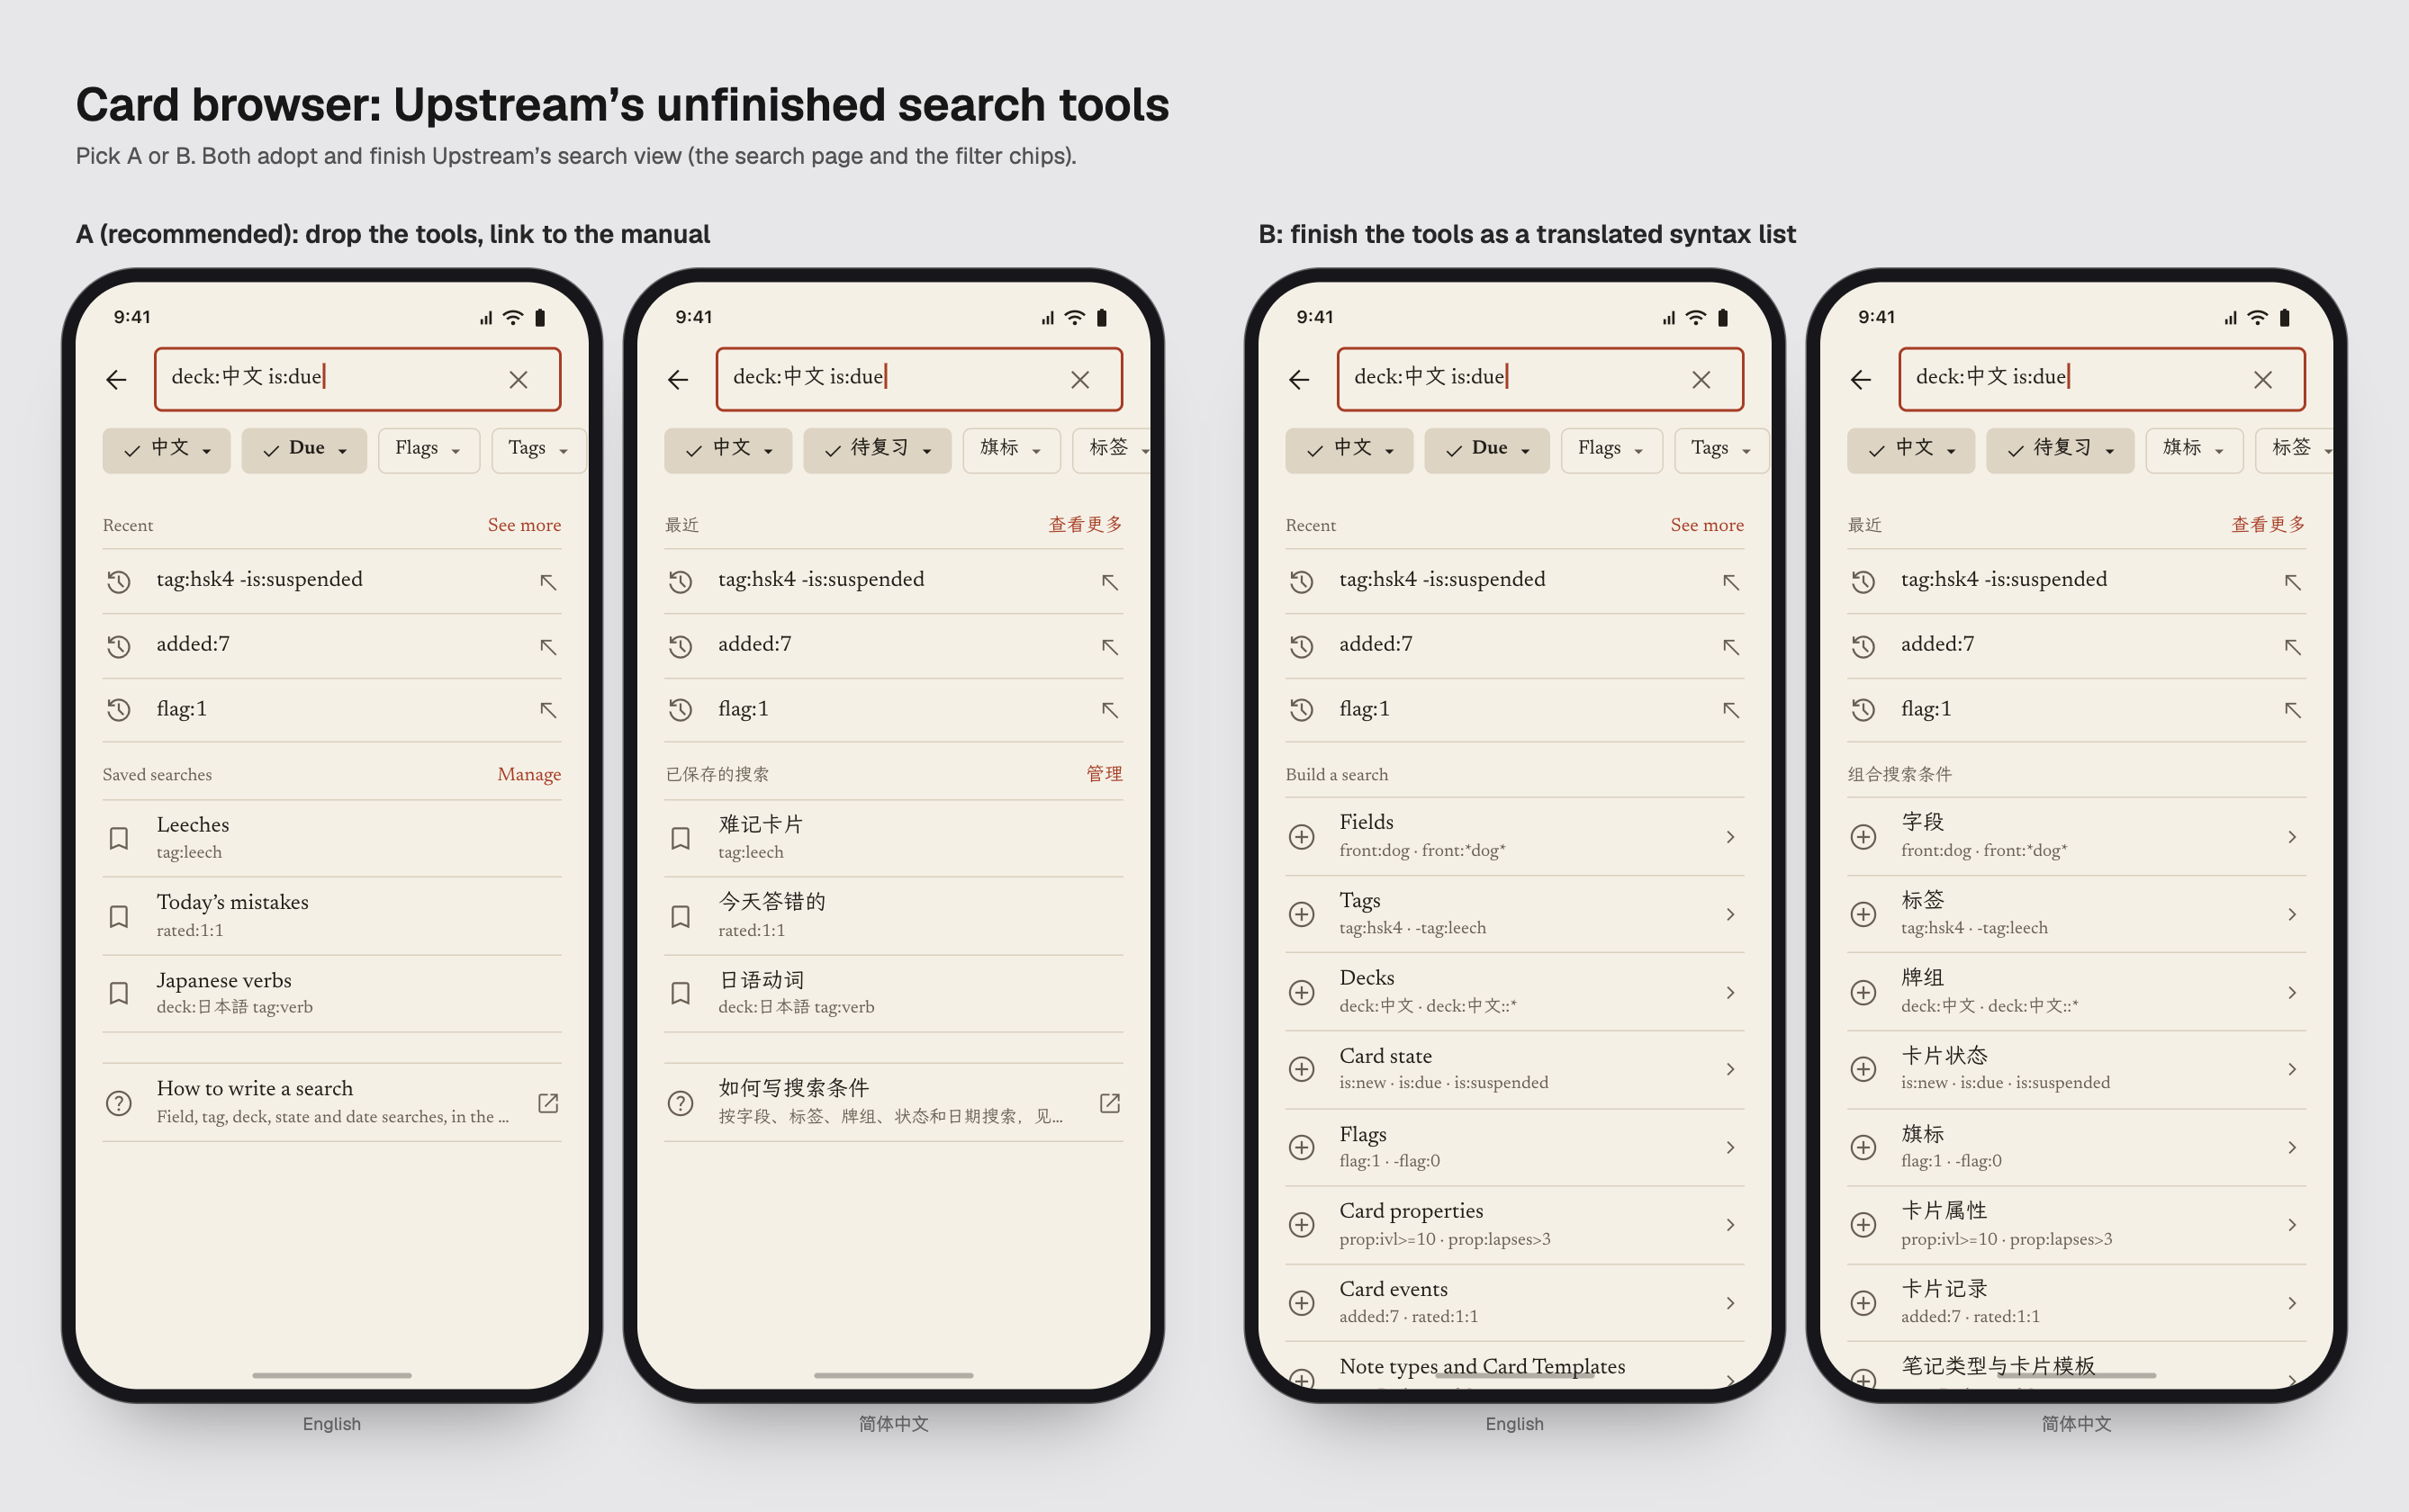 Card browser: Upstream’s unfinished search tools
Pick A or B. Both adopt and finish Upstream’s search view (the search page and the filter chips).
A (recommended): drop the tools, link to the manual
9:41
deck:中文 is:due
中文
Due
Flags
Tags
Recent
See more
tag:hsk4 -is:suspended
added:7
flag:1
Saved searches
Manage
Leeches
tag:leech
Today’s mistakes
rated:1:1
Japanese verbs
deck:日本語 tag:verb
How to write a search
Field, tag, deck, state and date searches, in the ...
English
9:41
deck:中文 is:due
中文
待复习
旗标
标签
最近
查看更多
tag:hsk4 -is:suspended
added:7
flag:1
已保存的搜索
管理
难记卡片
tag:leech
今天答错的
rated:1:1
日语动词
deck:日本語 tag:verb
如何写搜索条件
按字段、标签、牌组、状态和日期搜索，见...
简体中文
B: finish the tools as a translated syntax list
9:41
deck:中文 is:due
中文
Due
Flags
Tags
Recent
See more
tag:hsk4 -is:suspended
added:7
flag:1
Build a search
Fields
front:dog · front:*dog*
Tags
tag:hsk4 · -tag:leech
Decks
deck:中文 · deck:中文::*
Card state
is:new · is:due · is:suspended
Flags
flag:1 · -flag:0
Card properties
prop:ivl>=10 · prop:lapses>3
Card events
added:7 · rated:1:1
Note types and Card Templates
English
9:41
deck:中文 is:due
中文
待复习
旗标
标签
最近
查看更多
tag:hsk4 -is:suspended
added:7
flag:1
组合搜索条件
字段
front:dog · front:*dog*
标签
tag:hsk4 · -tag:leech
牌组
deck:中文 · deck:中文::*
卡片状态
is:new · is:due · is:suspended
旗标
flag:1 · -flag:0
卡片属性
prop:ivl>=10 · prop:lapses>3
卡片记录
added:7 · rated:1:1
笔记类型与卡片模板
简体中文